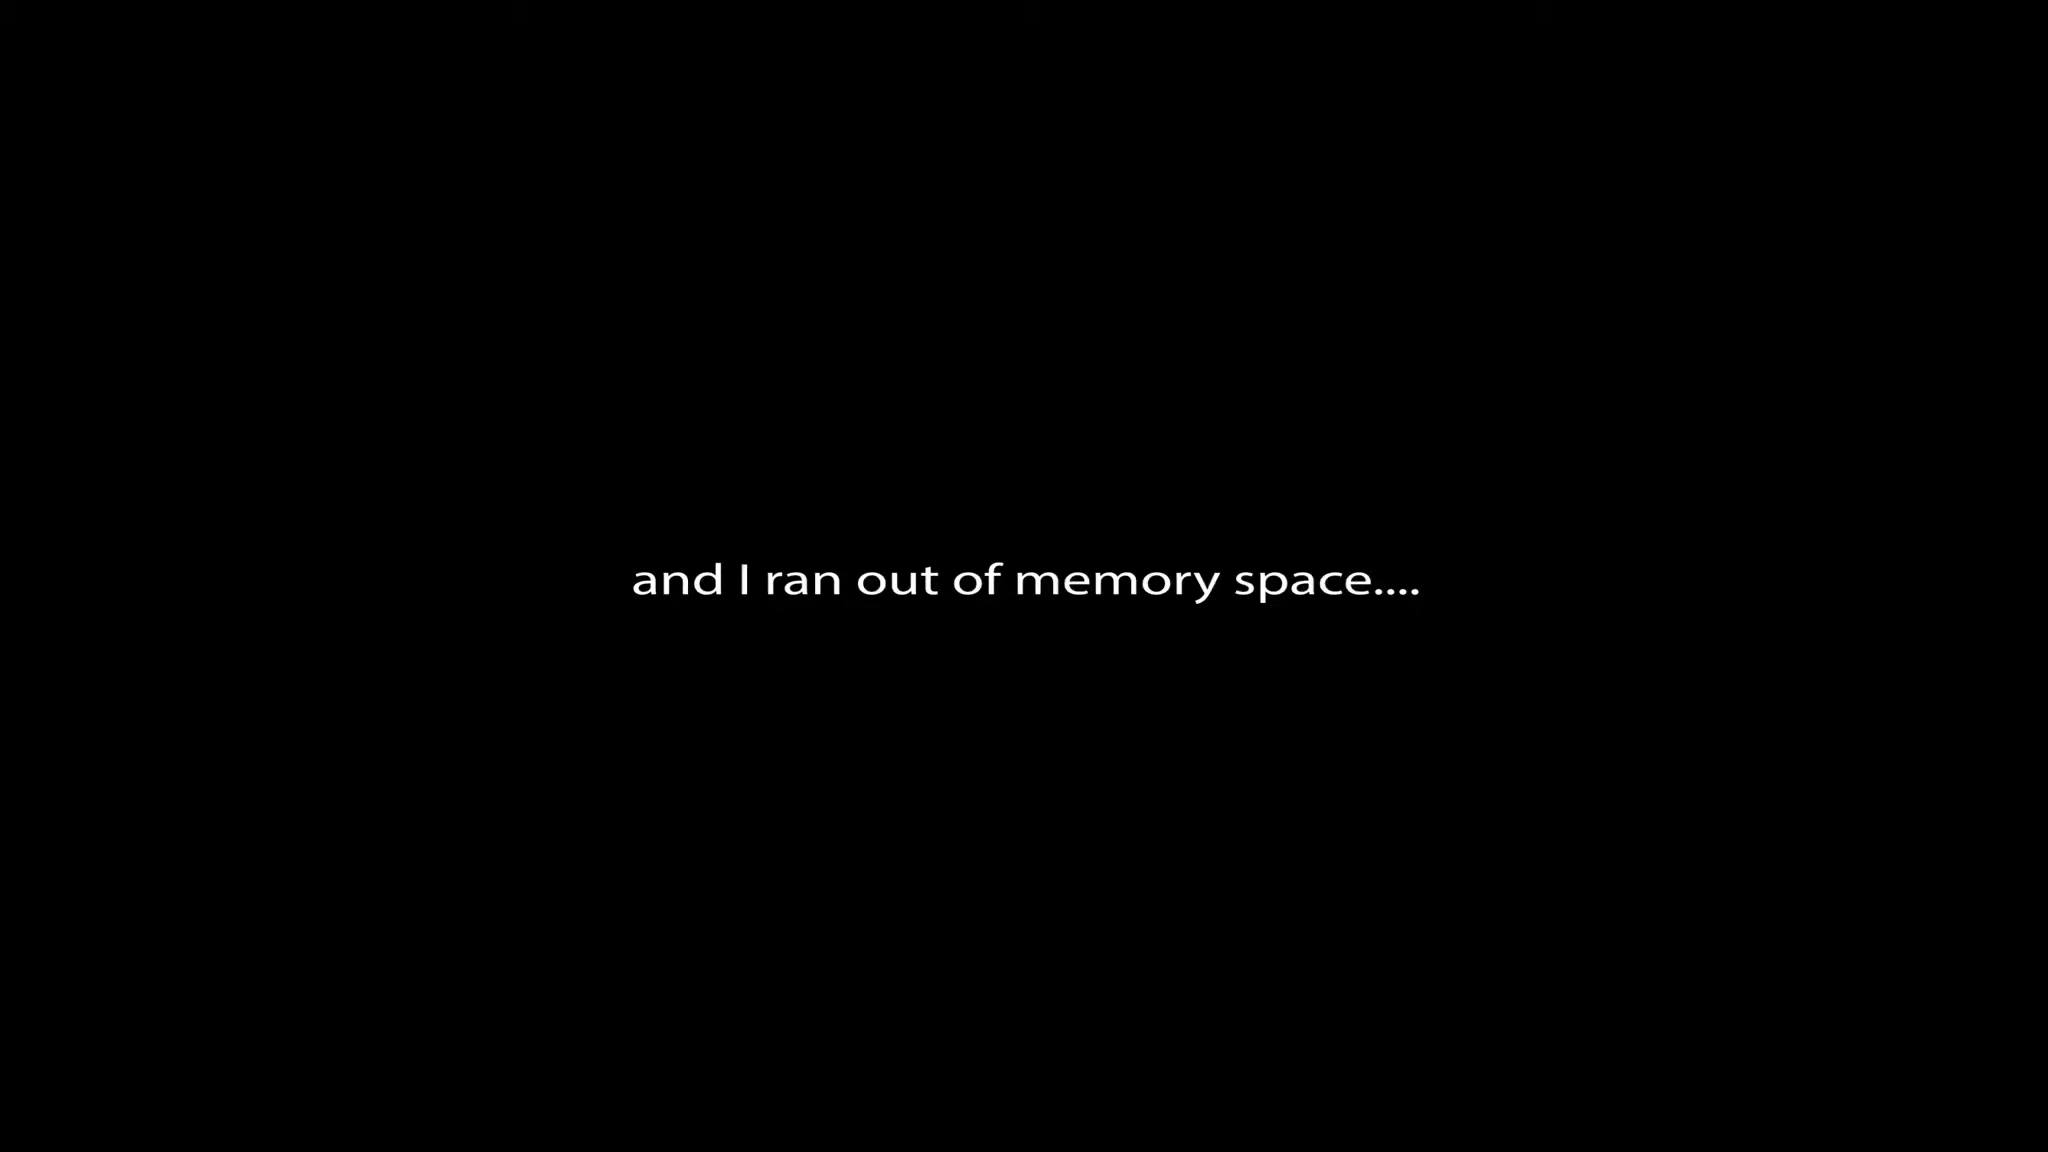 and I ran out of memory space....